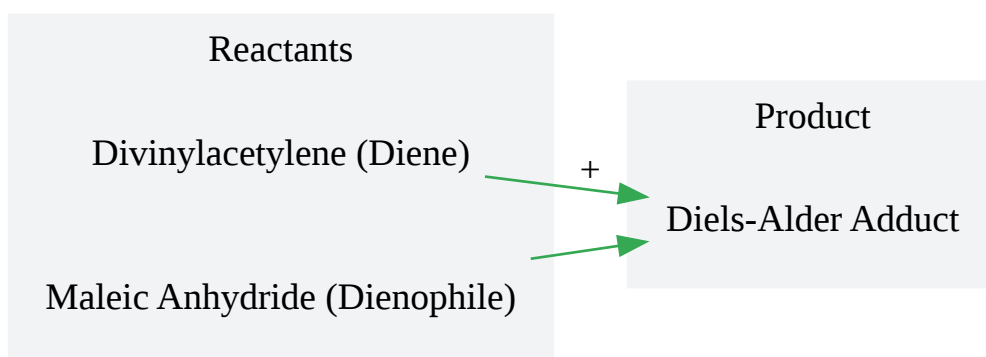 Reactants
Divinylacetylene (Diene)
Maleic Anhydride (Dienophile)
+
Product
Diels-Alder Adduct